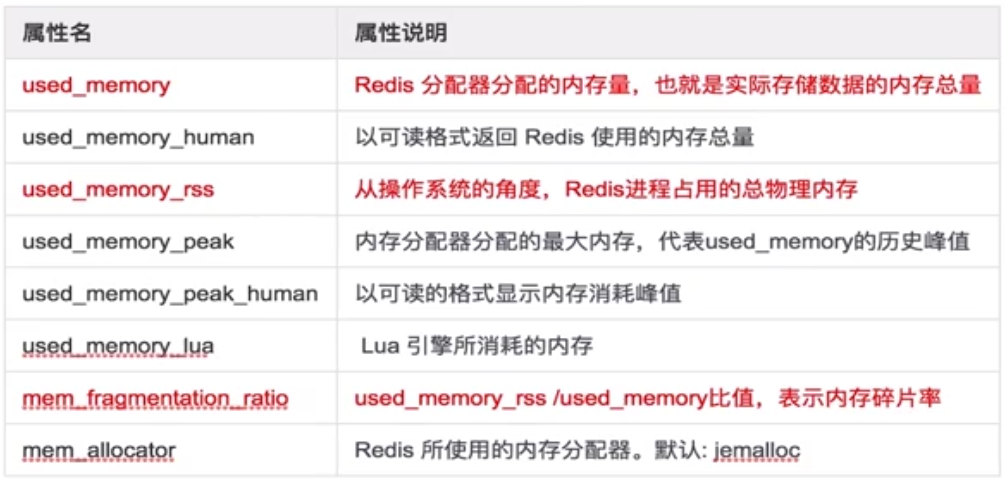 属性名 属性说明
used_memory Redis 分配器分配的内存量，也就是实际存储数据的内存总量
used_memory_human 以可读格式返回 Redis 使用的内存总量
used_memory_rss 从操作系统的角度，Redis进程占用的总物理内存
used_memory_peak 内存分配器分配的最大内存，代表used_memory的历史峰值
used_memory_peak_human 以可读的格式显示内存消耗峰值
used_memory_lua Lua 引擎所消耗的内存
mem_fragmentation_ratio used_memory_rss /used_memory比值，表示内存碎片率
mem_allocator Redis 所使用的内存分配器。默认: jemalloc